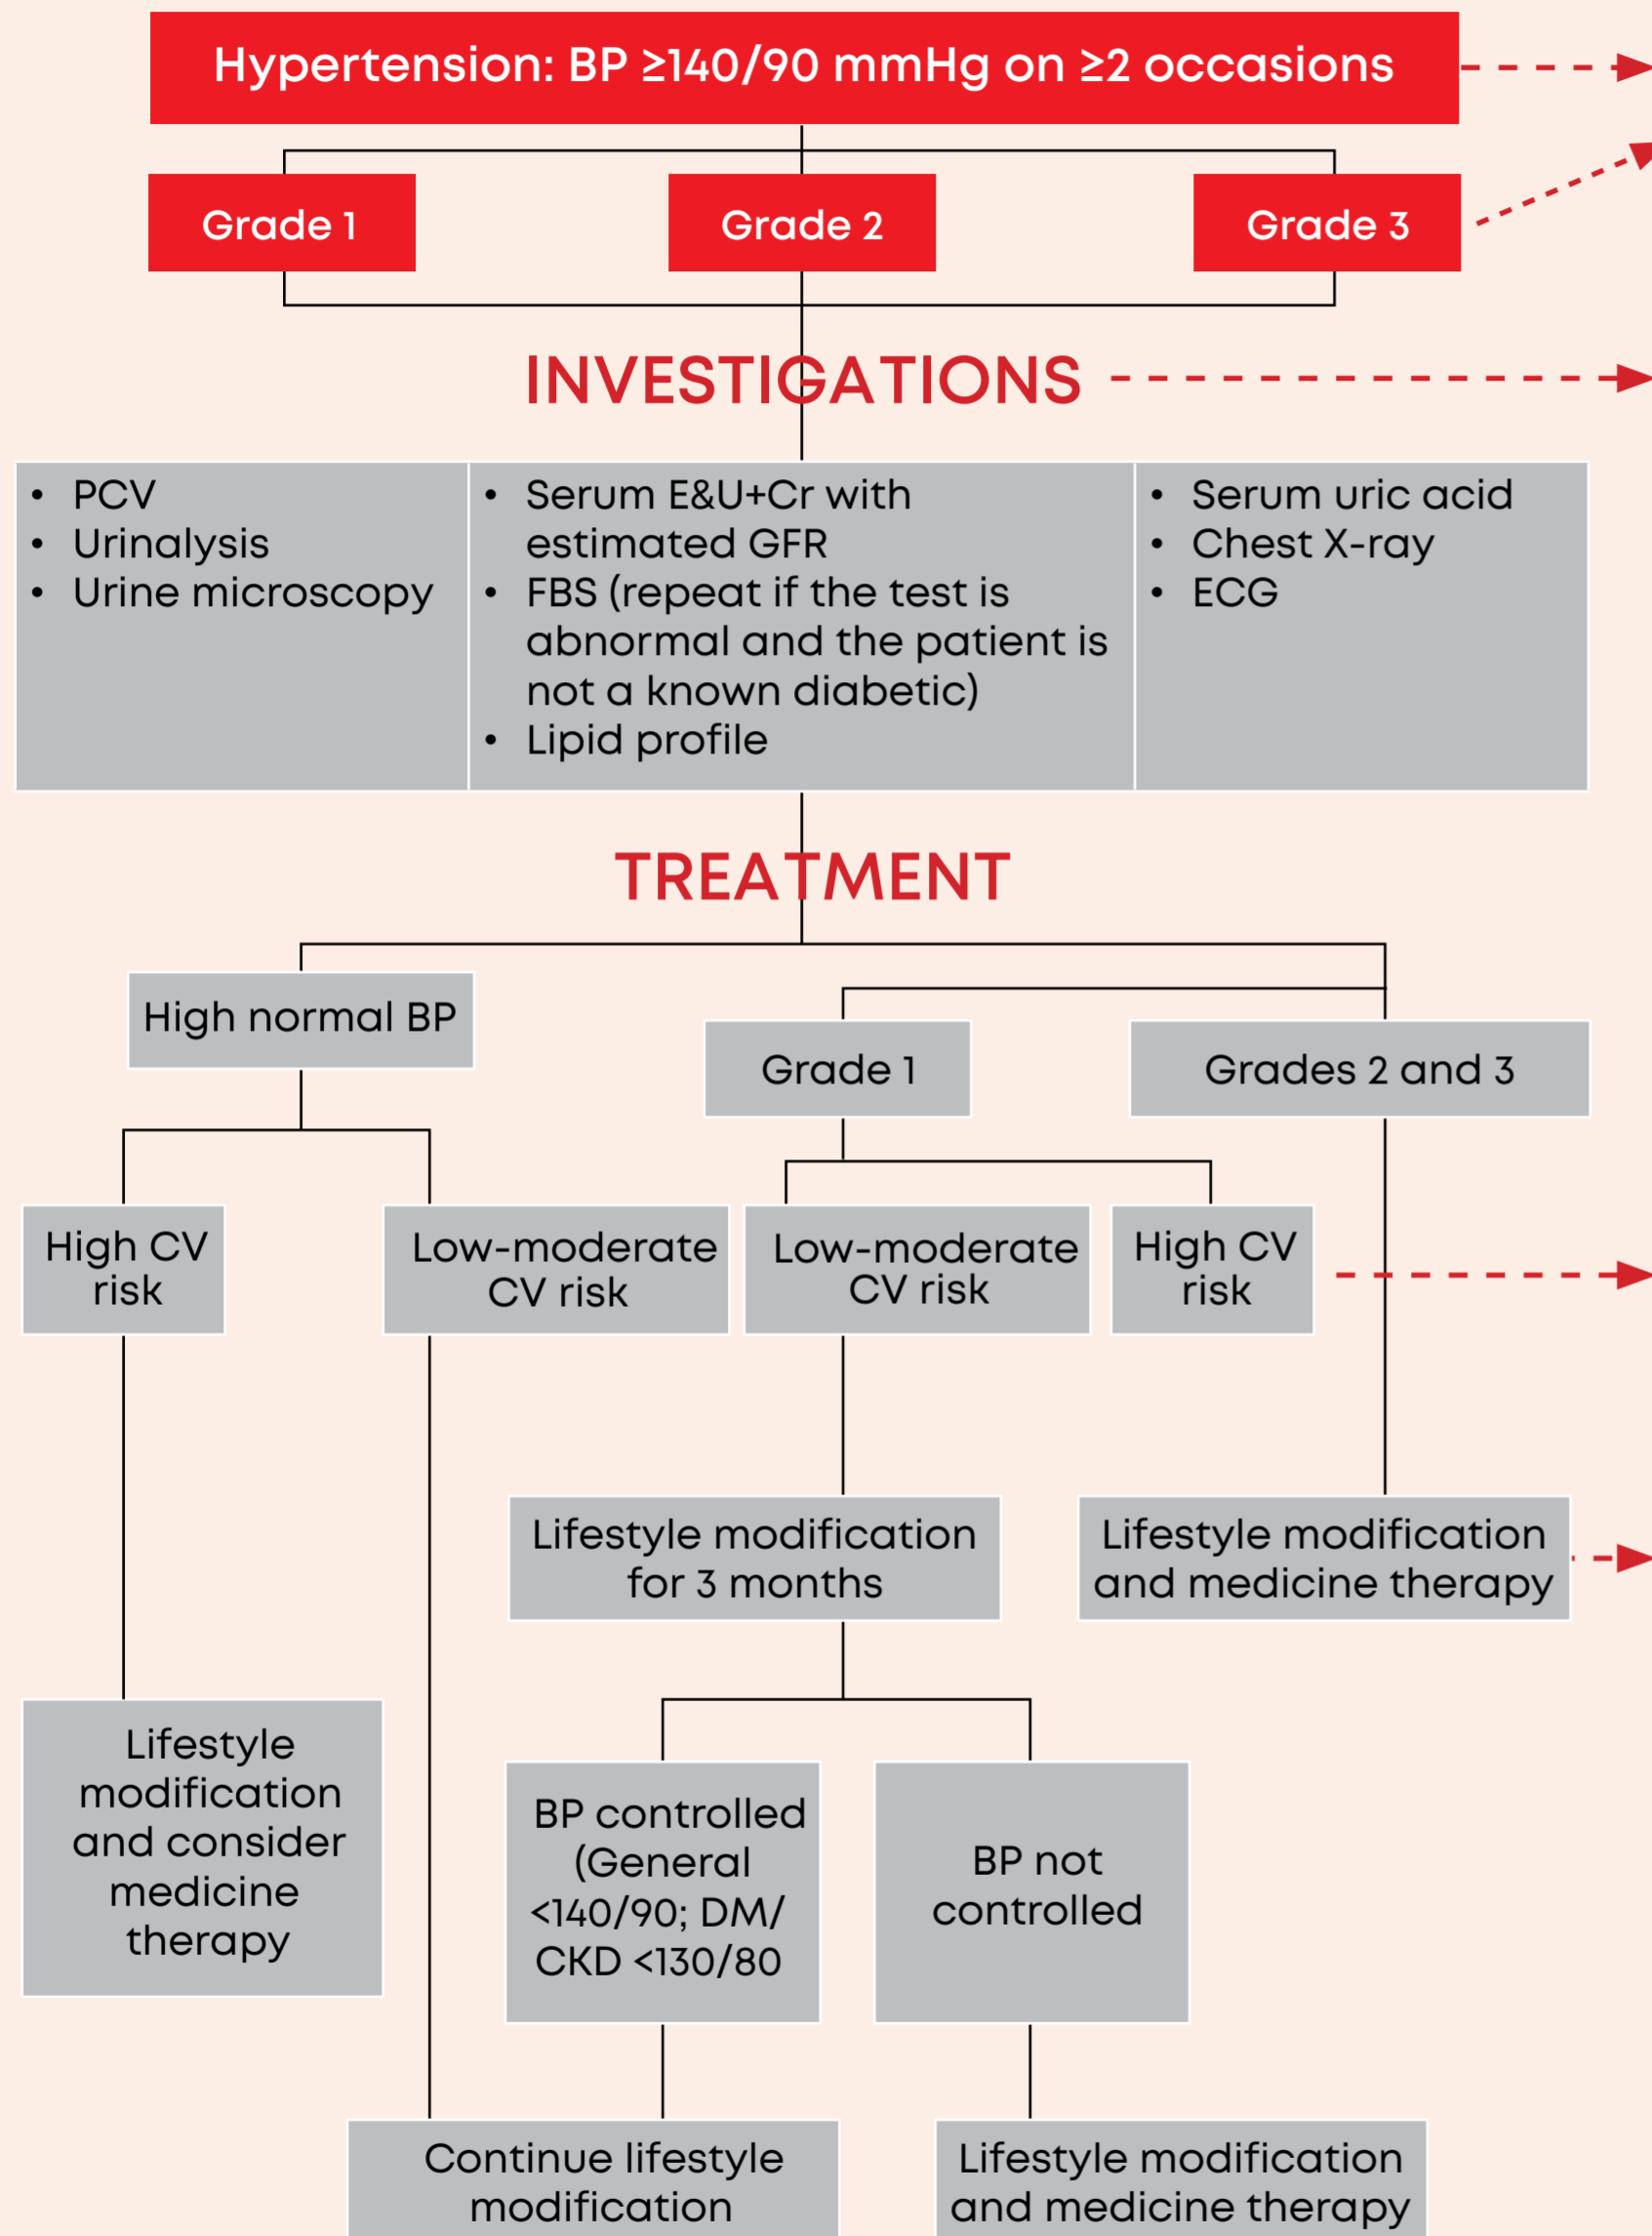 Hypertension: BP ≥140/90 mmHg on ≥2 occasions
Grade 1
Grade 2
Grade 3
INVESTIGATIONS
• PCV
• Urinalysis
• Urine microscopy
• Serum E&U+Cr with
estimated GFR
• FBS (repeat if the test is
abnormal and the patient is
not a known diabetic)
• Lipid profile
• Serum uric acid
• Chest X-ray
• ECG
TREATMENT
High normal BP
Grade 1
Grades 2 and 3
High CV
risk
Low-moderate
CV risk
Low-moderate
CV risk
High CV
risk
Lifestyle modification
for 3 months
Lifestyle modification
and medicine therapy
Lifestyle
modification
and consider
medicine
therapy
BP controlled
(General
<140/90; DM/
CKD <130/80
BP not
controlled
Continue lifestyle
modification
Lifestyle modification
and medicine therapy